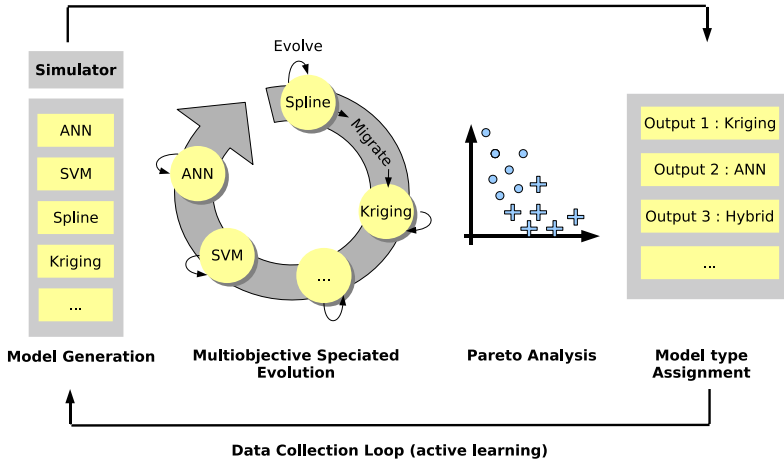 Simulator
ANN
SVM
Spline
Kriging
...
Model Generation
Evolve
Spline
Migrate
Kriging
...
SVM
ANN
Multiobjective Speciated
Evolution
Pareto Analysis
Output 1 : Kriging
Output 2 : ANN
Output 3 : Hybrid
...
Model type
Assignment
Data Collection Loop (active learning)